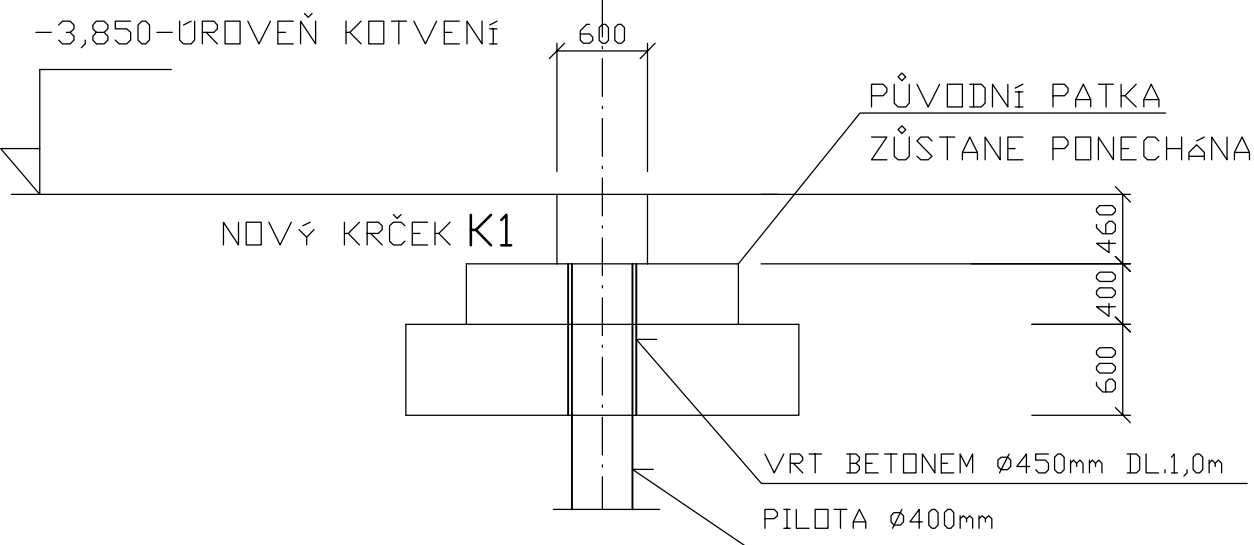 -3,850-ÚROVEŇ KOTVENÍ
600
PŮVODNÍ PATKA
ZŮSTANE PONECHÁNA
NOVÝ KRČEK K1
460
400
600
VRT BETONEM Ø450mm DL.1,0m
PILOTA Ø400mm